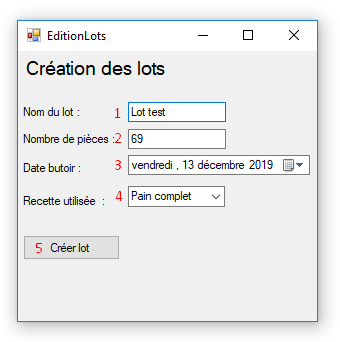 EditionLots
Création des lots
Nom du lot : 1 Lot test
Nombre de pièces : 2 69
Date butoir : 3 vendredi , 13 décembre 2019
Recette utilisée : 4 Pain complet
5 Créer lot